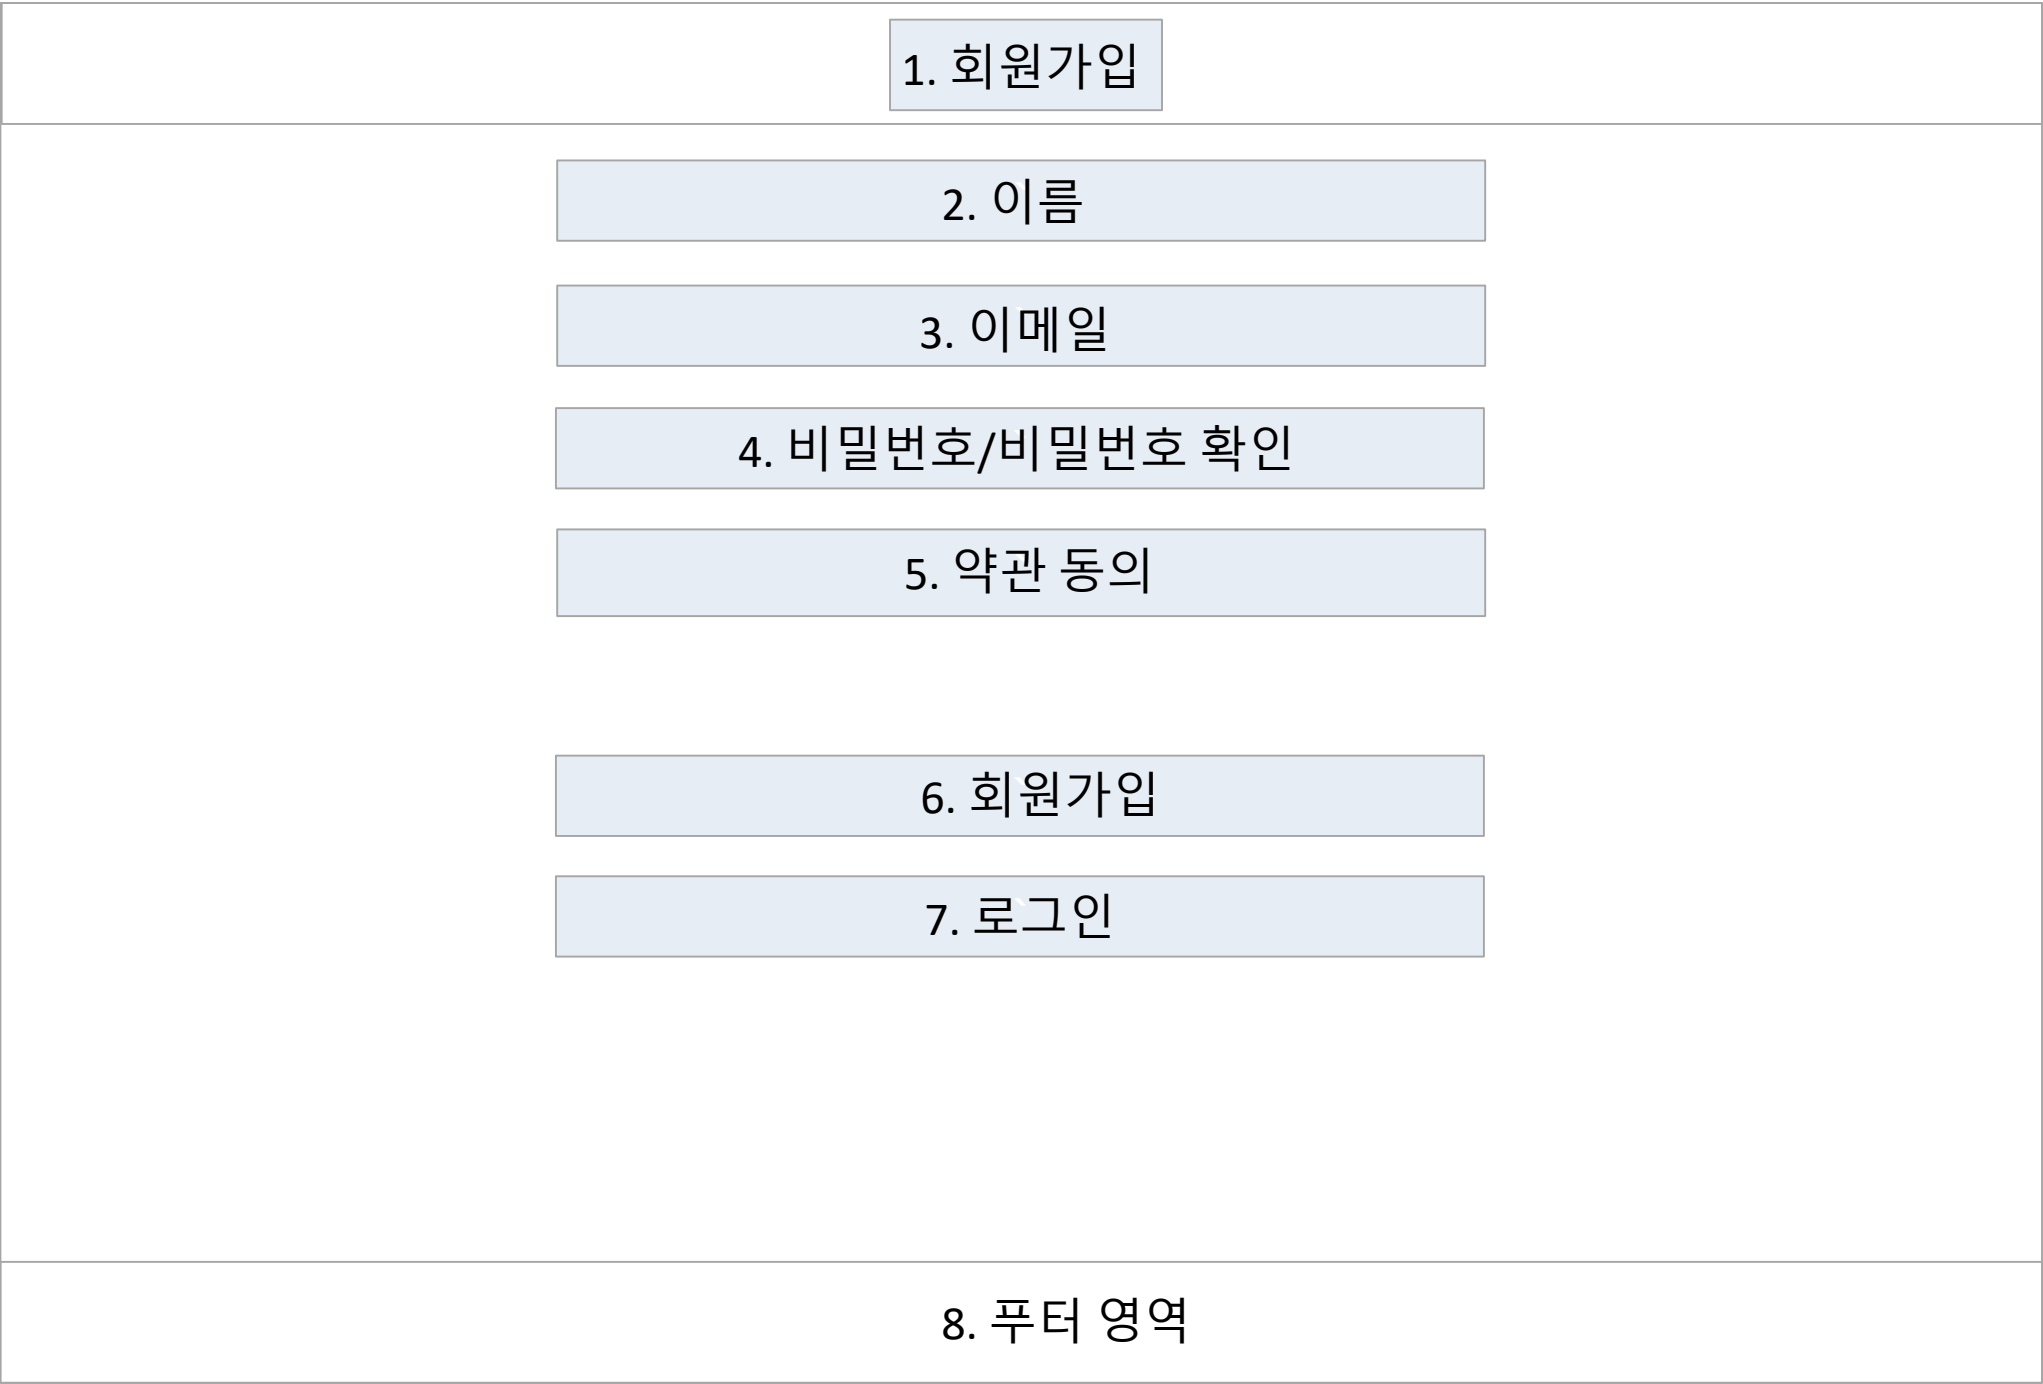 1. 회원가입
2. 이름
3. 이메일
4. 비밀번호/비밀번호 확인
5. 약관 동의
6. 회원가입
7. 로그인
8. 푸터 영역